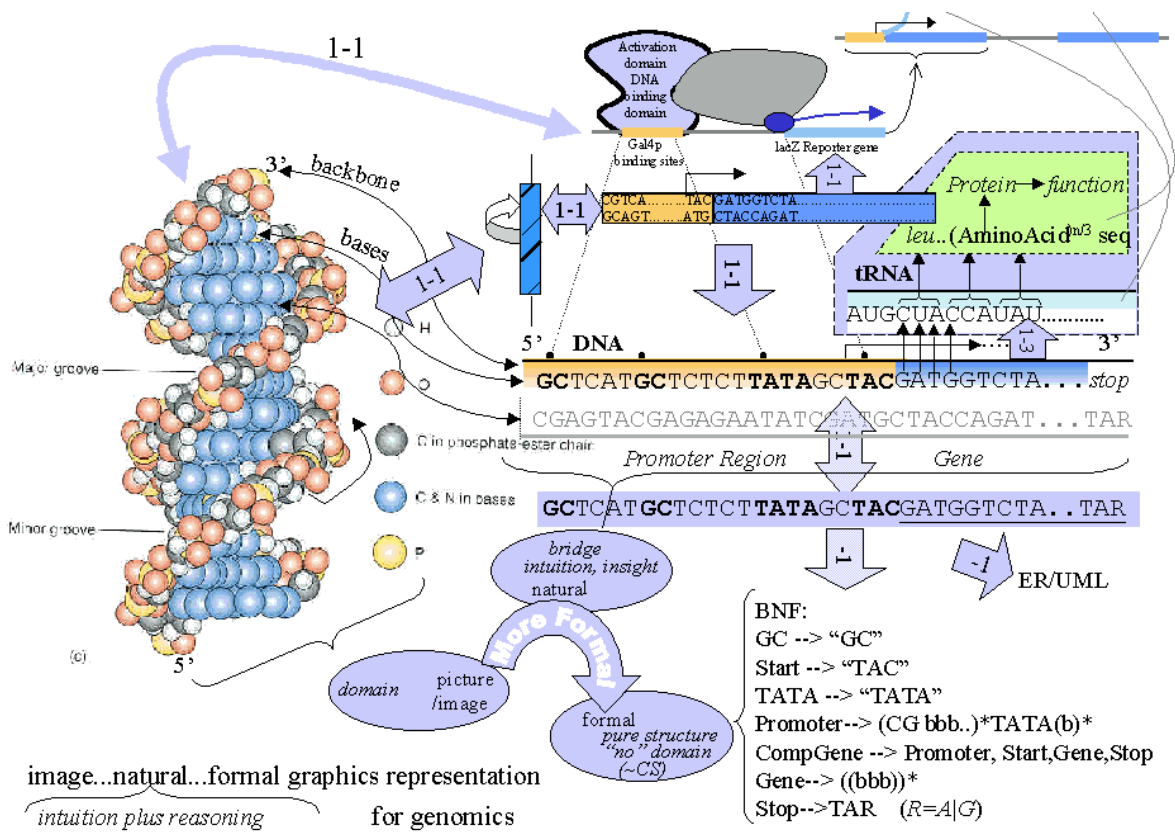 1-1
Activation
domain
DNA
binding
domain
Gal4p
binding sites
lacZ Reporter gene
3’
backbone
bases
1-1
1-1
1-1
CGTCA........TAC GATGGTCTA
GCAGT....ATG CTACCAGAT
Protein function
leu..(AminoAcid)n/3 seq
tRNA
AUGCUACCAUAU............
1-3
1-1
5’ DNA 3’
GCTCATGCTCTCTTATAGCTACGATGGTCTA...stop
CGAGTACGAGAGAATATCGATGCTACCAGAT...TAR
1-1
Promoter Region Gene
GCTCATGCTCTCTTATAGCTACGATGGTCTA..TAR
-1
-1
ER/UML
H
O
C in phosphate-ester chair
C & N in bases
P
Major groove
Minor groove
(c)
5’
bridge
intuition, insight
natural
More Formal
domain
picture
/image
formal
pure structure
“no” domain
(~CS)
BNF:
GC --> “GC”
Start --> “TAC”
TATA --> “TATA”
Promoter--> (CG bbb..)*TATA(b)*
CompGene --> Promoter, Start,Gene,Stop
Gene--> ((bbb))*
Stop-->TAR (R=A|G)
image...natural...formal graphics representation
intuition plus reasoning
for genomics